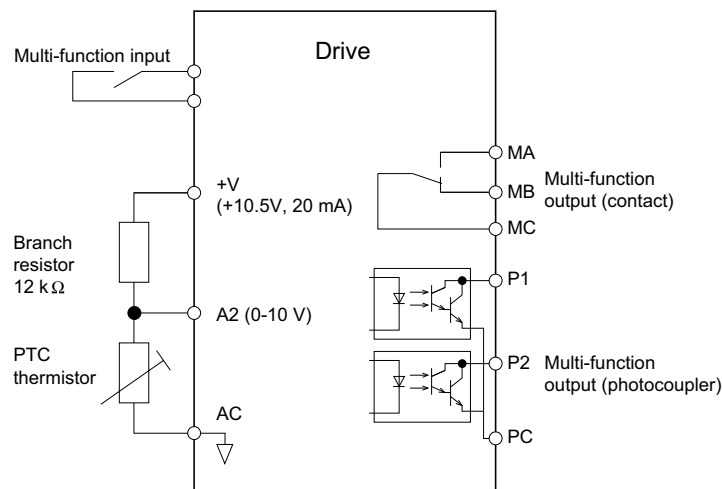 Drive
Multi-function input
+V
(+10.5V, 20 mA)
Branch
resistor
12 kΩ
A2 (0-10 V)
PTC
thermistor
AC
MA
MB
MC
Multi-function
output (contact)
P1
P2
PC
Multi-function
output (photocoupler)